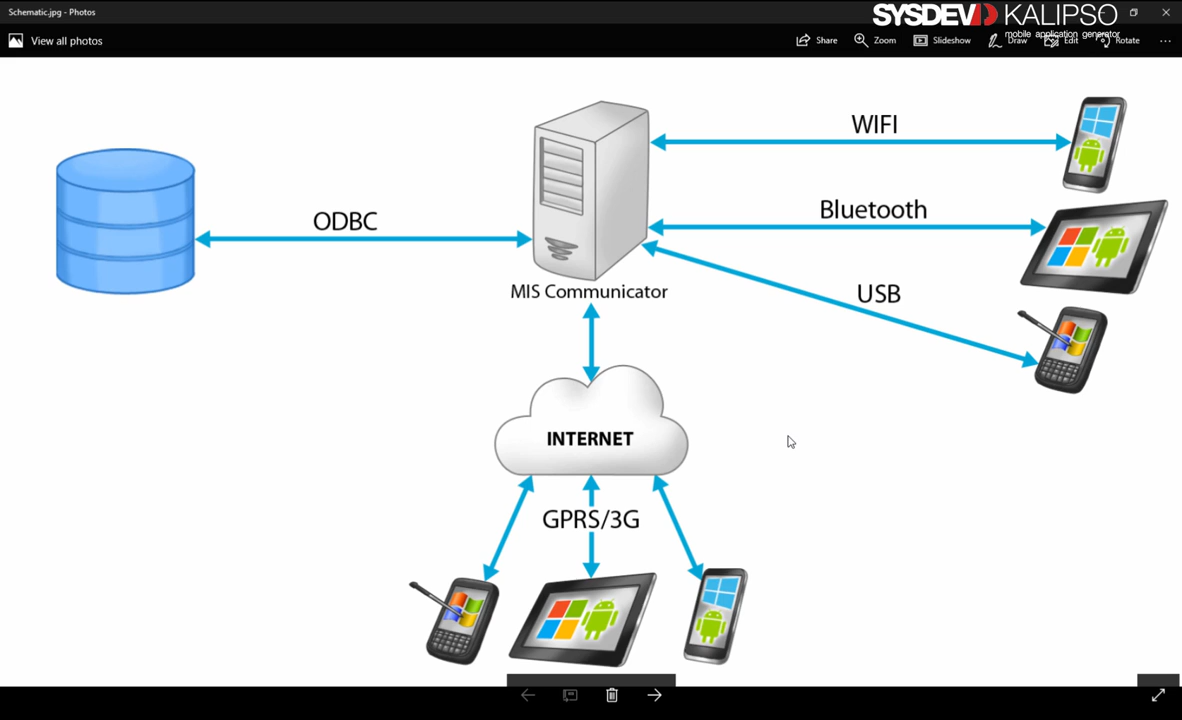 Schematic.jpg - Photos
SYSDEV KALIPSO
mobile application generator
View all photos
Share
Zoom
Slideshow
Draw
Edit
Rotate
WIFI
Bluetooth
ODBC
USB
MIS Communicator
INTERNET
GPRS/3G